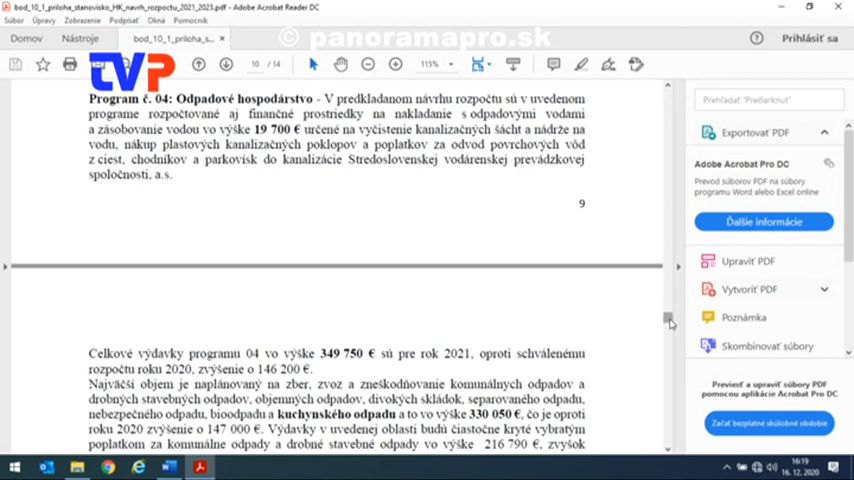 bod_10_1_priloha_stanovisko_HK_navrh_rozpoctu_2021_2023.pdf - Adobe Acrobat Reader DC
Súbor Úpravy Zobrazenie Podpísať Okná Pomocník
Domov Nástroje bod_10_1_priloha_s... × Prihlásiť sa
© panoramapro.sk
TVP
10 / 14 115%
Program č. 04: Odpadové hospodárstvo - V predkladanom návrhu rozpočtu sú v uvedenom
programe rozpočtované aj finančné prostriedky na nakladanie s odpadovými vodami
a zásobovanie vodou vo výške 19 700 € určené na vyčistenie kanalizačných šácht a nádrže na
vodu, nákup plastových kanalizačných poklopov a poplatkov za odvod povrchových vôd
z ciest, chodníkov a parkovísk do kanalizácie Stredoslovenskej vodárenskej prevádzkovej
spoločnosti, a.s.
9
Celkové výdavky programu 04 vo výške 349 750 € sú pre rok 2021, oproti schválenému
rozpočtu roku 2020, zvýšenie o 146 200 €.
Najväčší objem je naplánovaný na zber, zvoz a zneškodňovanie komunálnych odpadov a
drobných stavebných odpadov, objemných odpadov, divokých skládok, separovaného odpadu,
nebezpečného odpadu, bioodpadu a kuchynského odpadu a to vo výške 330 050 €, čo je oproti
roku 2020 zvýšenie o 147 000 €. Výdavky v uvedenej oblasti budú čiastočne kryté vybratým
poplatkom za komunálne odpady a drobné stavebné odpady vo výške 216 790 €, zvyšok
Prehľadať 'Prečiarknuť'
Exportovať PDF
Adobe Acrobat Pro DC
Prevod súborov PDF na súbory
programu Word alebo Excel online
Ďalšie informácie
Upraviť PDF
Vytvoriť PDF
Poznámka
Skombinovať súbory
Previesť a upraviť súbory PDF
pomocou aplikácie Acrobat Pro DC
Začať bezplatné skúšobné obdobie
16:19
16. 12. 2020